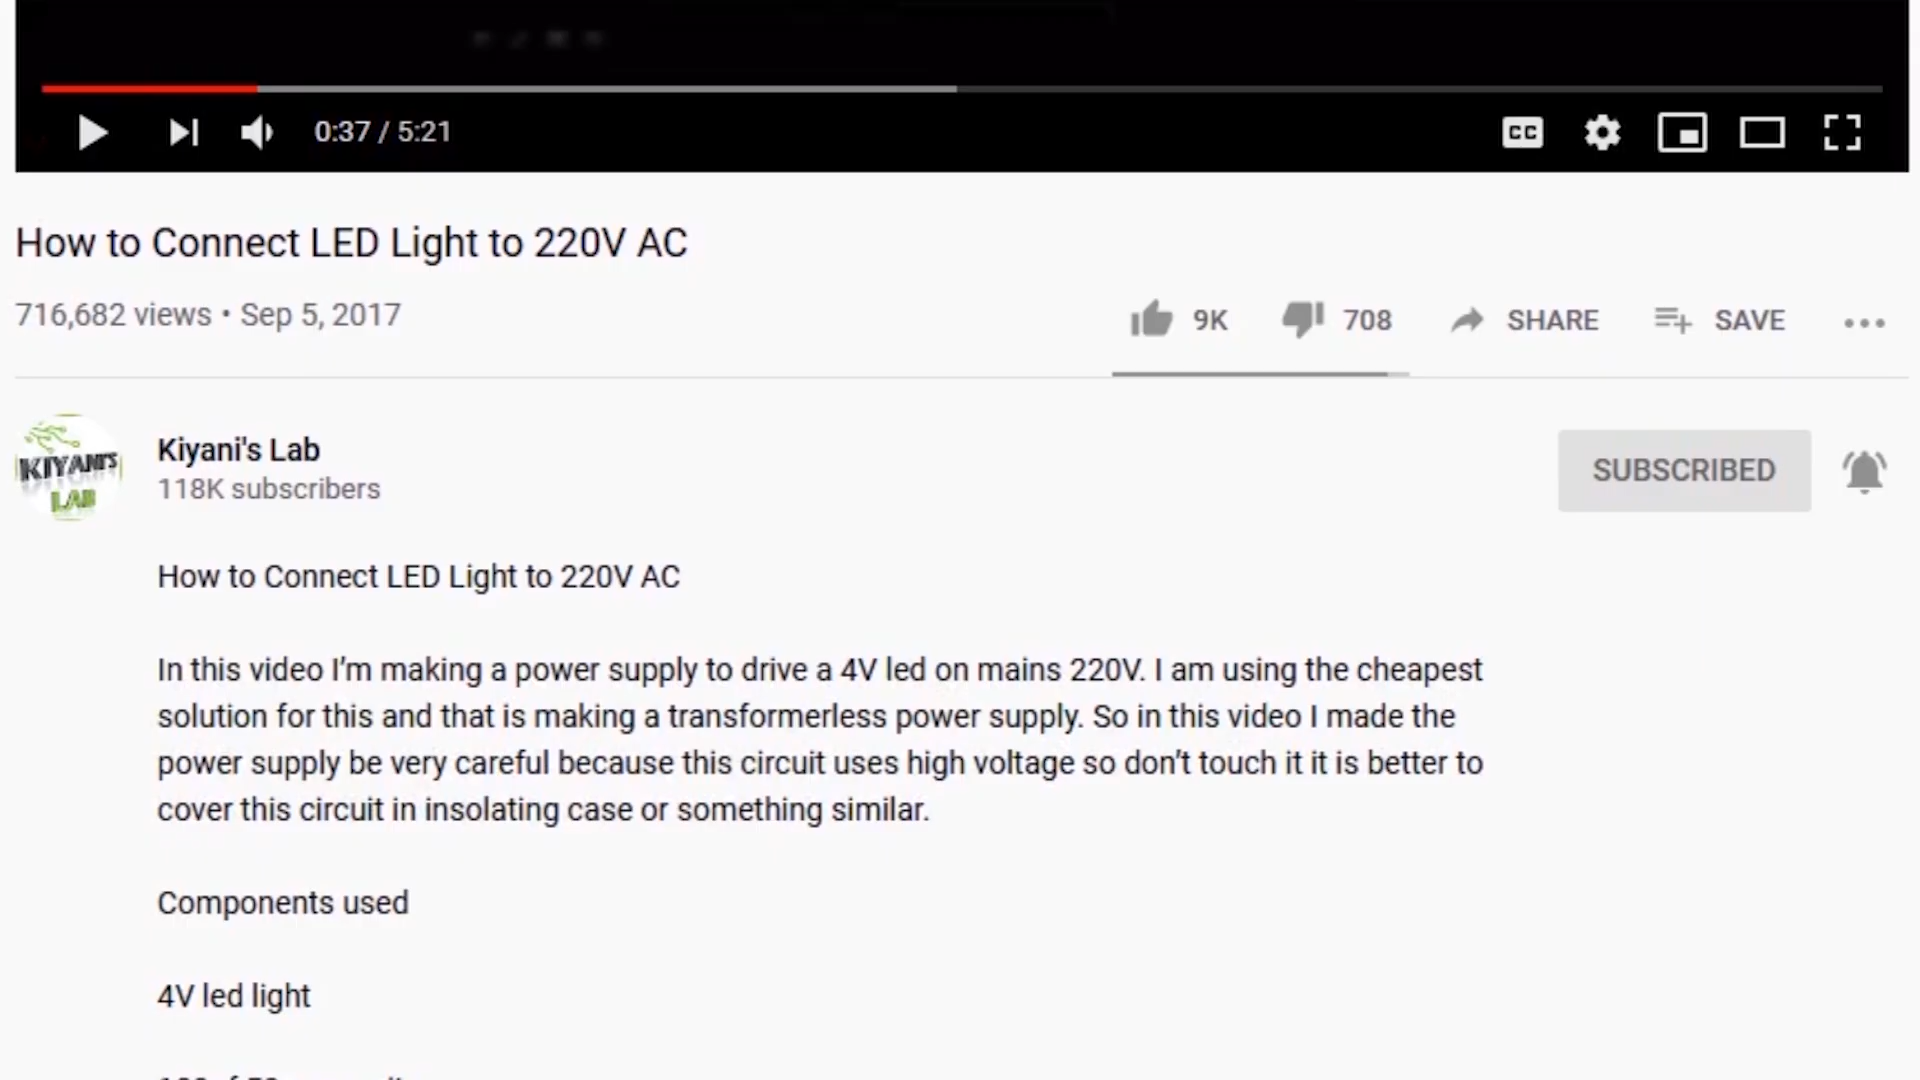 0:37 / 5:21
CC
How to Connect LED Light to 220V AC
716,682 views • Sep 5, 2017
9K
708
SHARE
SAVE
KIYANI'S
LAB
Kiyani's Lab
118K subscribers
SUBSCRIBED
How to Connect LED Light to 220V AC
In this video I’m making a power supply to drive a 4V led on mains 220V. I am using the cheapest
solution for this and that is making a transformerless power supply. So in this video I made the
power supply be very careful because this circuit uses high voltage so don’t touch it it is better to
cover this circuit in insolating case or something similar.
Components used
4V led light